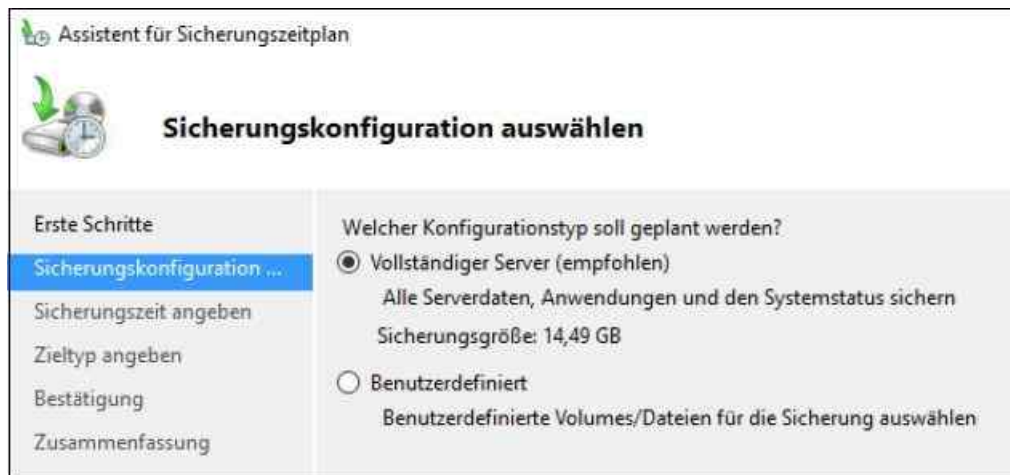 Assistent für Sicherungszeitplan
Sicherungskonfiguration auswählen
Erste Schritte
Sicherungskonfiguration ...
Sicherungszeit angeben
Zieltyp angeben
Bestätigung
Zusammenfassung
Welcher Konfigurationstyp soll geplant werden?
Vollständiger Server (empfohlen)
Alle Serverdaten, Anwendungen und den Systemstatus sichern
Sicherungsgröße: 14,49 GB
Benutzerdefiniert
Benutzerdefinierte Volumes/Dateien für die Sicherung auswählen